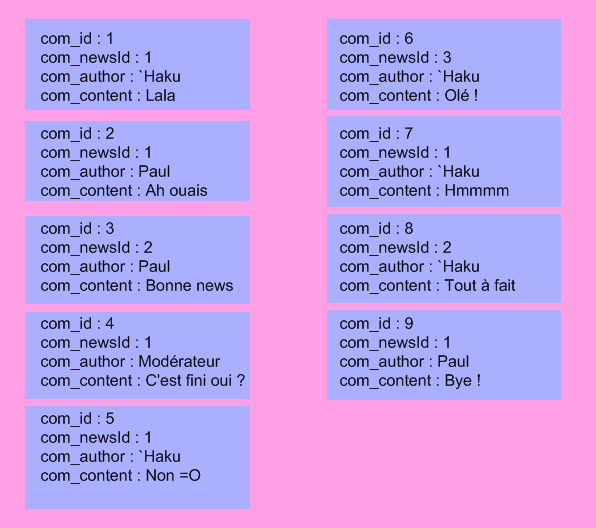 com_id : 1
com_newsId : 1
com_author : `Haku
com_content : Lala
com_id : 2
com_newsId : 1
com_author : Paul
com_content : Ah ouais
com_id : 3
com_newsId : 2
com_author : Paul
com_content : Bonne news
com_id : 4
com_newsId : 1
com_author : Modérateur
com_content : C'est fini oui ?
com_id : 5
com_newsId : 1
com_author : `Haku
com_content : Non =O
com_id : 6
com_newsId : 3
com_author : `Haku
com_content : Olé !
com_id : 7
com_newsId : 1
com_author : `Haku
com_content : Hmmmm
com_id : 8
com_newsId : 2
com_author : `Haku
com_content : Tout à fait
com_id : 9
com_newsId : 1
com_author : Paul
com_content : Bye !